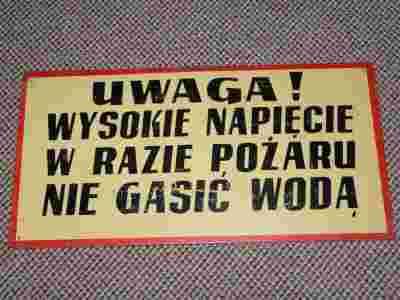 UWAGA!
WYSOKIE NAPIĘCIE
W RAZIE POŻARU
NIE GASIĆ WODĄ